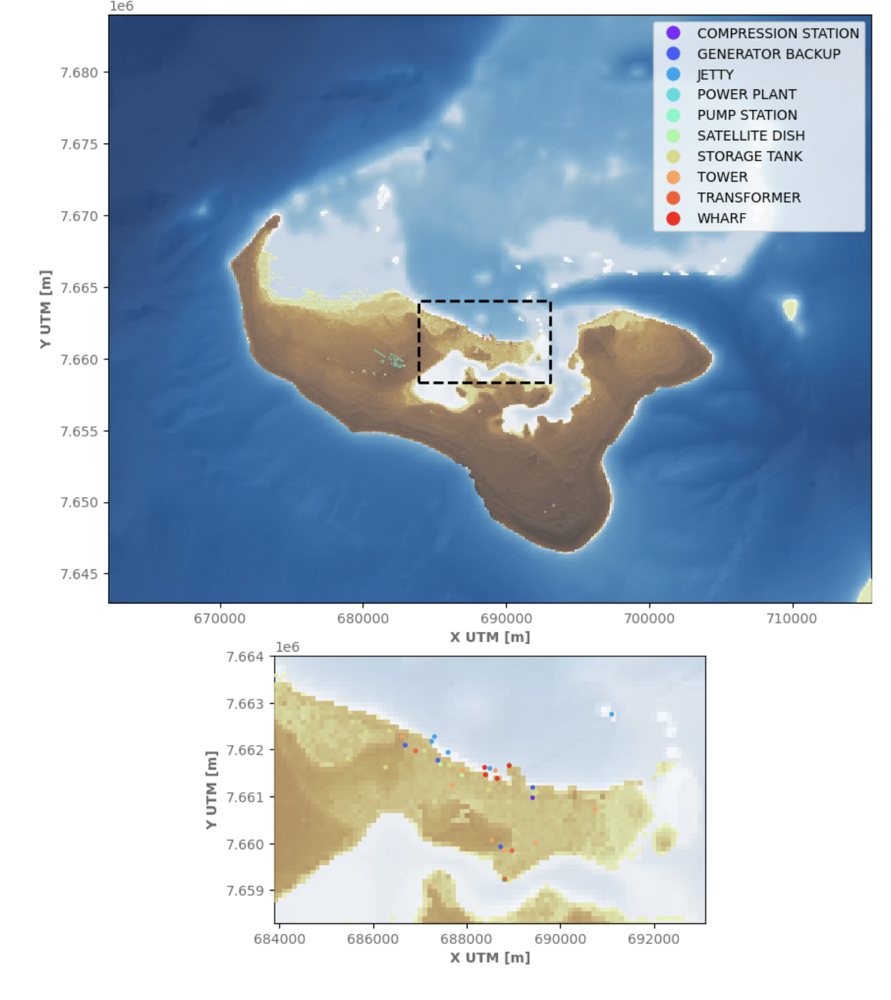 1e6
COMPRESSION STATION
GENERATOR BACKUP
JETTY
POWER PLANT
PUMP STATION
SATELLITE DISH
STORAGE TANK
TOWER
TRANSFORMER
WHARF
7.680
7.675
7.670
7.665
7.660
7.655
7.650
7.645
Y UTM [m]
670000 680000 690000 700000 710000
X UTM [m]
1e6
7.664
7.663
7.662
7.661
7.660
7.659
Y UTM [m]
684000 686000 688000 690000 692000
X UTM [m]